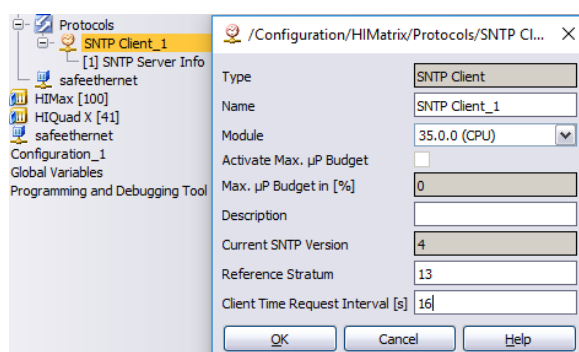 Protocols
SNTP Client_1
[1] SNTP Server Info
safeethernet
HIMax [100]
HIQuad X [41]
safeethernet
Configuration_1
Global Variables
Programming and Debugging Tool
/Configuration/HIMatrix/Protocols/SNTP Cl...
Type SNTP Client
Name SNTP Client_1
Module 35.0.0 (CPU)
Activate Max. µP Budget
Max. µP Budget in [%] 0
Description
Current SNTP Version 4
Reference Stratum 13
Client Time Request Interval [s] 16
OK Cancel Help